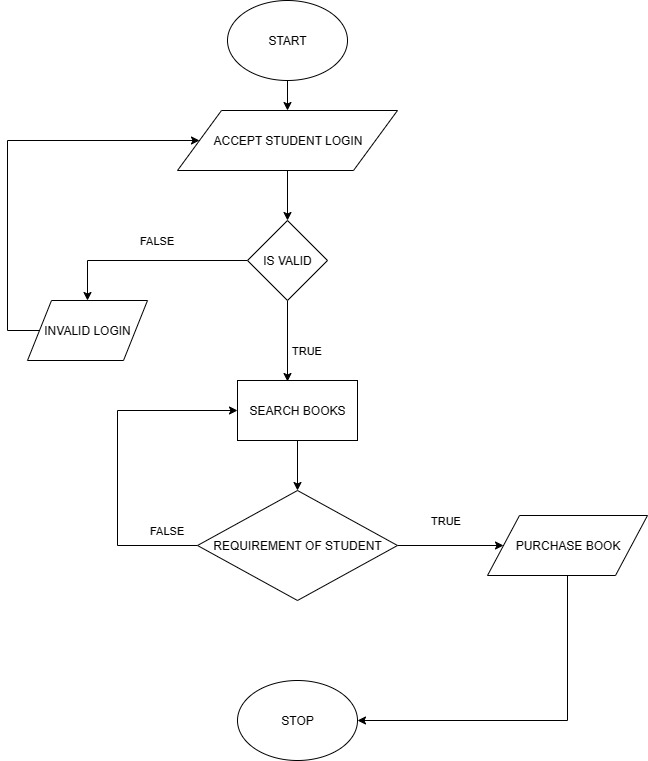 START
ACCEPT STUDENT LOGIN
FALSE
IS VALID
INVALID LOGIN
TRUE
SEARCH BOOKS
FALSE
REQUIREMENT OF STUDENT
TRUE
PURCHASE BOOK
STOP